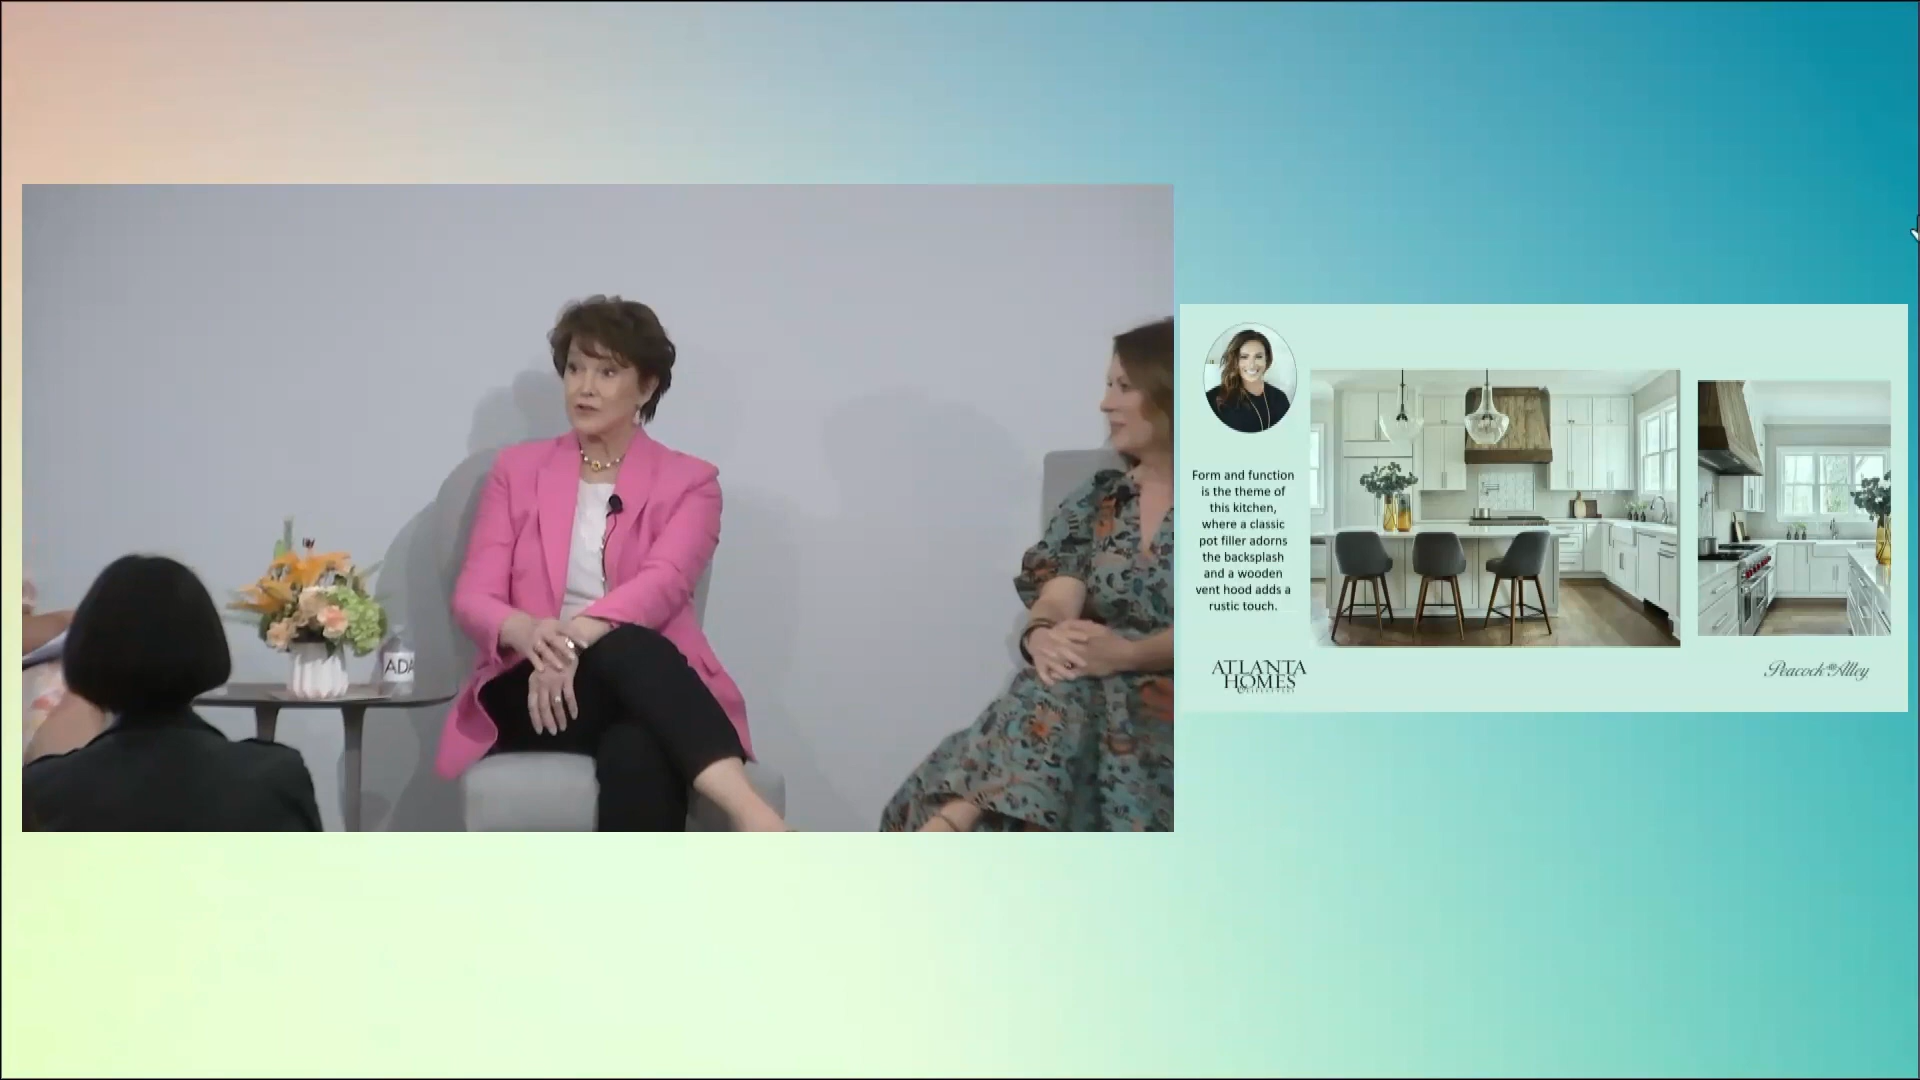 ADA
Form and function
is the theme of
this kitchen,
where a classic
pot filler adorns
the backsplash
and a wooden
vent hood adds a
rustic touch.
ATLANTA
HOMES
& LIFESTYLES
Peacock Alley